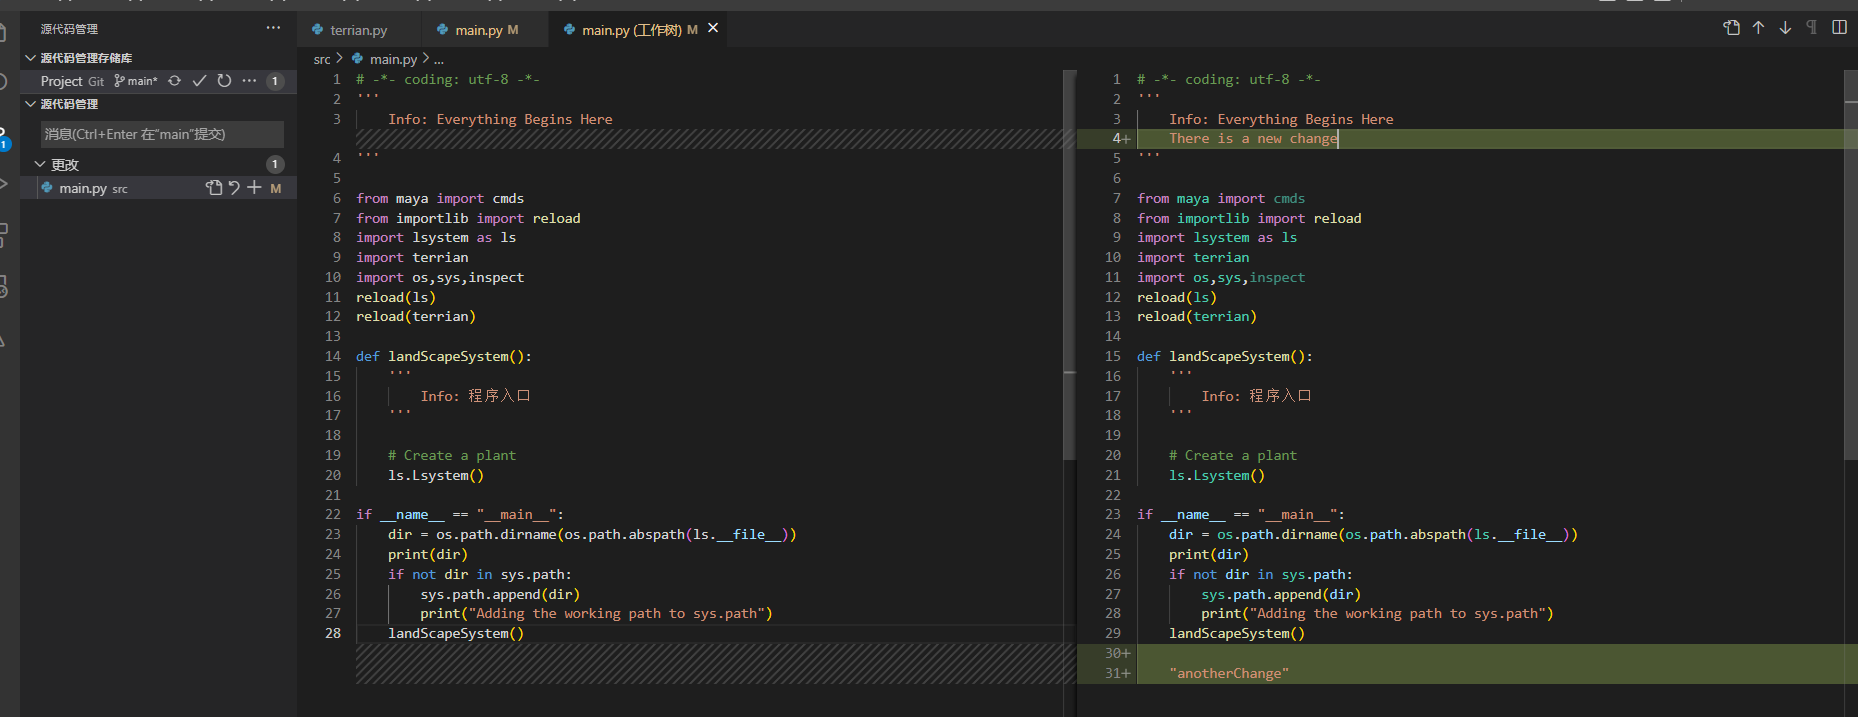 源代码管理
源代码管理存储库
Project Git main* 1
源代码管理
消息(Ctrl+Enter 在"main"提交)
更改 1
main.py src M
1
terrian.py main.py M main.py (工作树) M
src > main.py > ...
1 # -*- coding: utf-8 -*-
2 '''
3 Info: Everything Begins Here
4 '''
5
6 from maya import cmds
7 from importlib import reload
8 import lsystem as ls
9 import terrian
10 import os,sys,inspect
11 reload(ls)
12 reload(terrian)
13
14 def landScapeSystem():
15 '''
16 Info: 程序入口
17 '''
18
19 # Create a plant
20 ls.Lsystem()
21
22 if __name__ == "__main__":
23 dir = os.path.dirname(os.path.abspath(ls.__file__))
24 print(dir)
25 if not dir in sys.path:
26 sys.path.append(dir)
27 print("Adding the working path to sys.path")
28 landScapeSystem()
1 # -*- coding: utf-8 -*-
2 '''
3 Info: Everything Begins Here
4+ There is a new change
5 '''
6
7 from maya import cmds
8 from importlib import reload
9 import lsystem as ls
10 import terrian
11 import os,sys,inspect
12 reload(ls)
13 reload(terrian)
14
15 def landScapeSystem():
16 '''
17 Info: 程序入口
18 '''
19
20 # Create a plant
21 ls.Lsystem()
22
23 if __name__ == "__main__":
24 dir = os.path.dirname(os.path.abspath(ls.__file__))
25 print(dir)
26 if not dir in sys.path:
27 sys.path.append(dir)
28 print("Adding the working path to sys.path")
29 landScapeSystem()
30+
31+ "anotherChange"